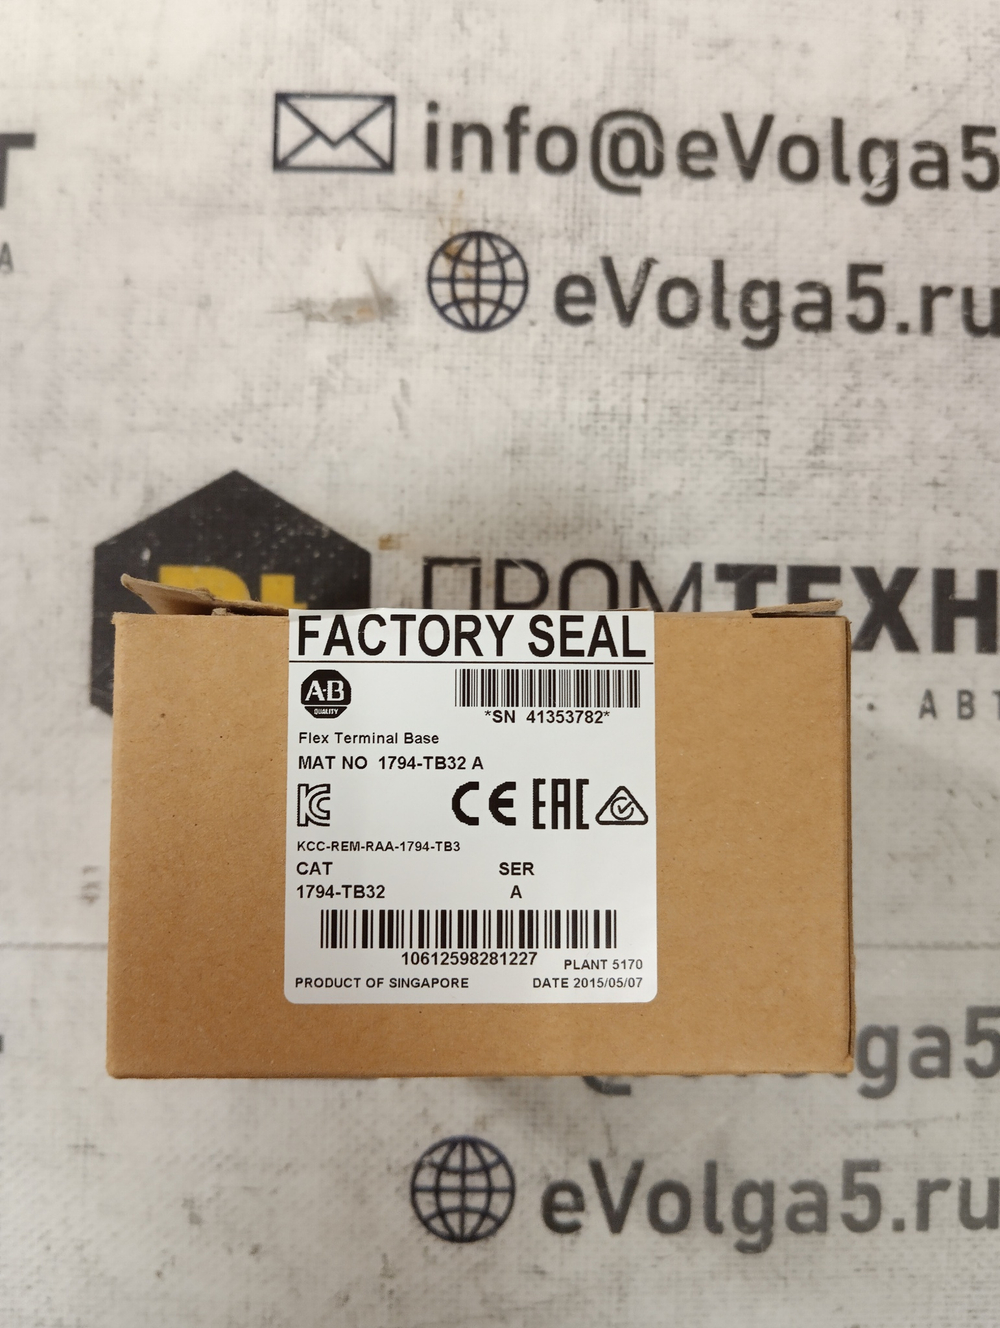 info@eVolga5
Т
А
eVolga5.ru
ПРОМТЕХН
АВТ
FACTORY SEAL
A-B
QUALITY
*SN 41353782*
Flex Terminal Base
MAT NO 1794-TB32 A
CE EAC
KCC-REM-RAA-1794-TB3
CAT SER
1794-TB32 A
10612598281227
PLANT 5170
PRODUCT OF SINGAPORE DATE 2015/05/07
ga5
eVolga5.ru